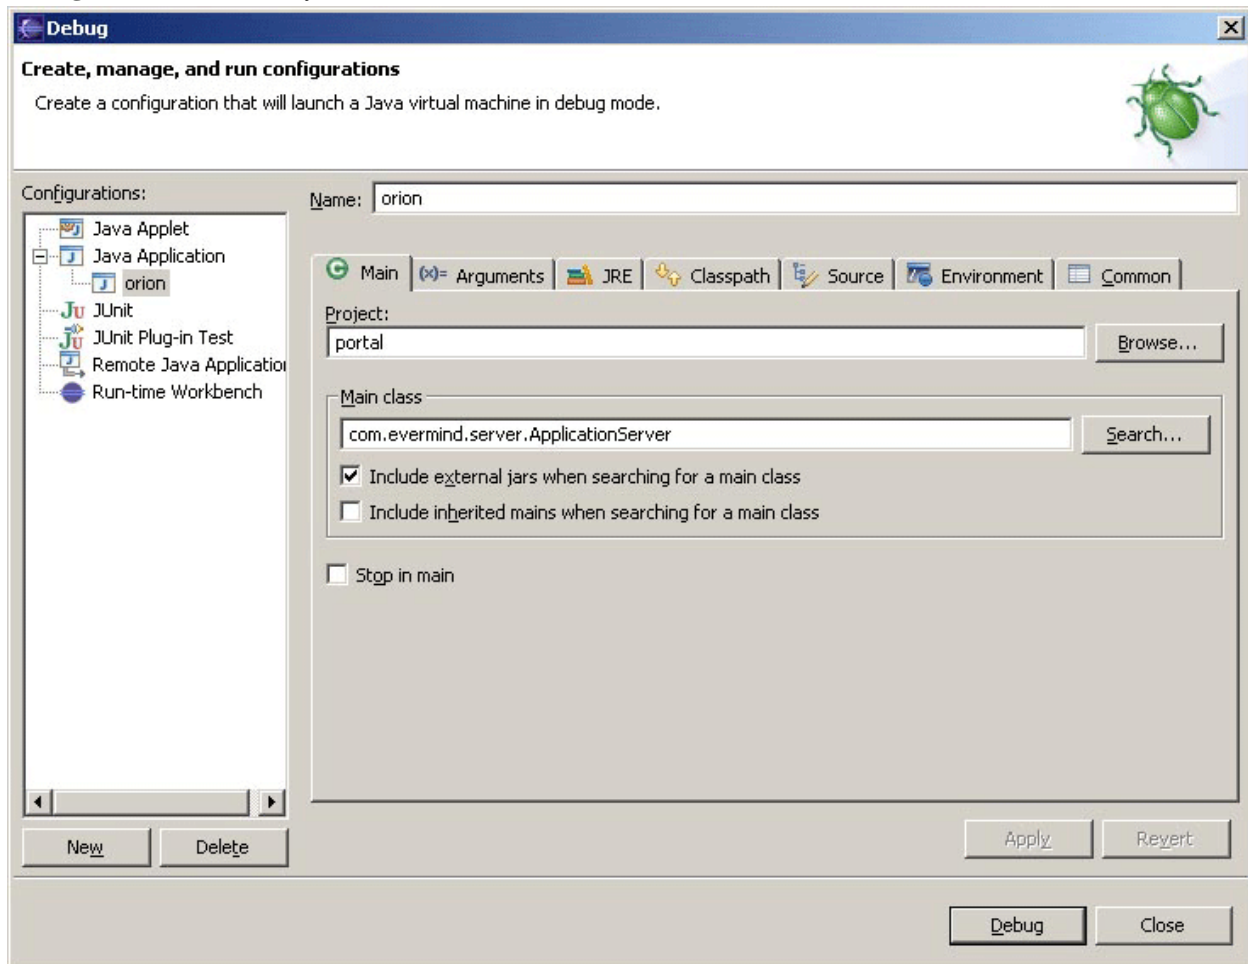 Debug
Create, manage, and run configurations
Create a configuration that will launch a Java virtual machine in debug mode.
Configurations:
Java Applet
Java Application
orion
JUnit
JUnit Plug-in Test
Remote Java Applicatio
Run-time Workbench
New
Delete
Name: orion
Main (x)= Arguments JRE Classpath Source Environment Common
Project:
portal Browse...
Main class
com.evermind.server.ApplicationServer Search...
Include external jars when searching for a main class
Include inherited mains when searching for a main class
Stop in main
Apply Revert
Debug Close